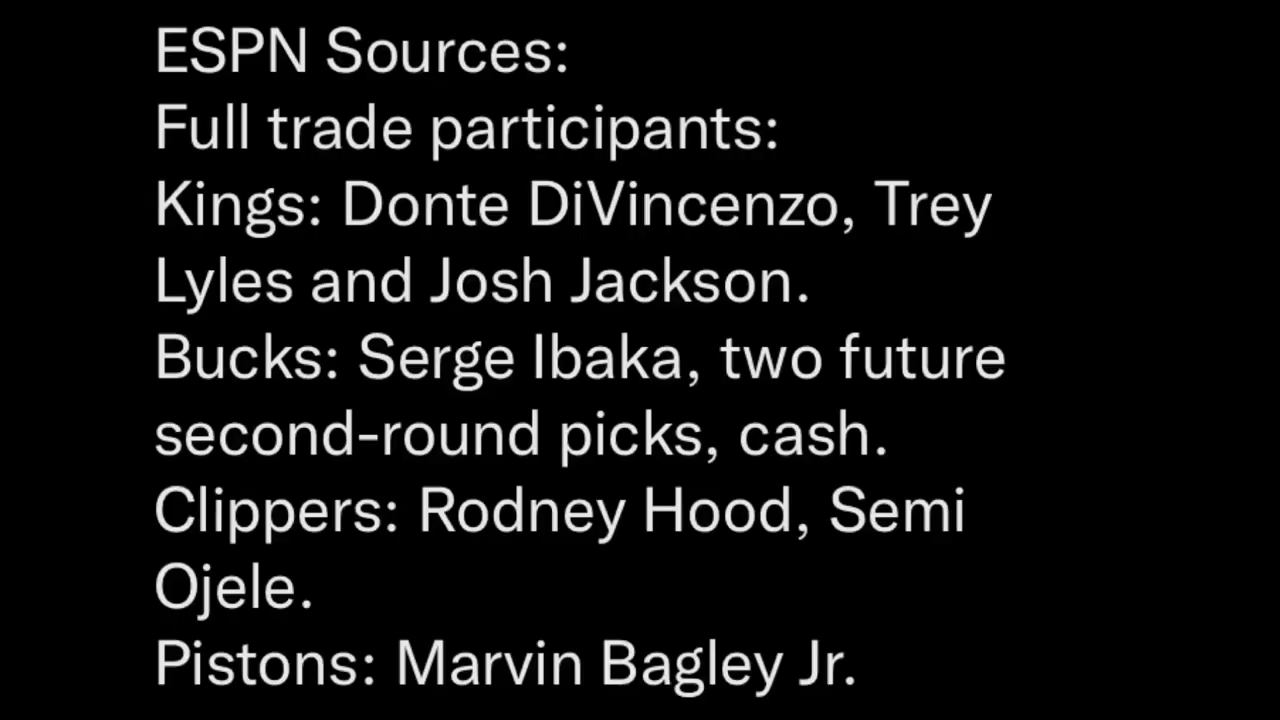 ESPN Sources:
Full trade participants:
Kings: Donte DiVincenzo, Trey
Lyles and Josh Jackson.
Bucks: Serge Ibaka, two future
second-round picks, cash.
Clippers: Rodney Hood, Semi
Ojele.
Pistons: Marvin Bagley Jr.